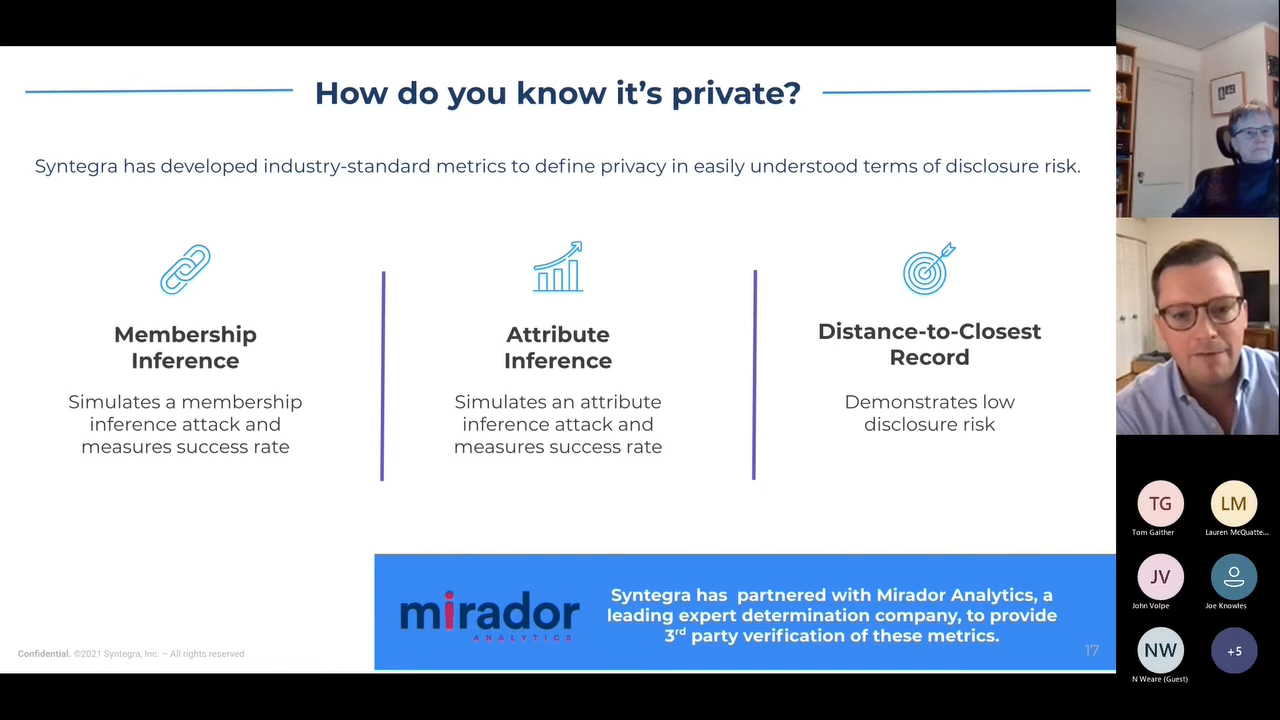 How do you know it's private?
Syntegra has developed industry-standard metrics to define privacy in easily understood terms of disclosure risk.
Membership
Inference
Simulates a membership
inference attack and
measures success rate
Attribute
Inference
Simulates an attribute
inference attack and
measures success rate
Distance-to-Closest
Record
Demonstrates low
disclosure risk
mirador
ANALYTICS
Syntegra has partnered with Mirador Analytics, a
leading expert determination company, to provide
3rd party verification of these metrics.
Confidential. ©2021 Syntegra, Inc. – All rights reserved
17
TG
Tom Gaither
LM
Lauren McQuatte...
JV
John Volpe
Joe Knowles
NW
N Weare (Guest)
+5